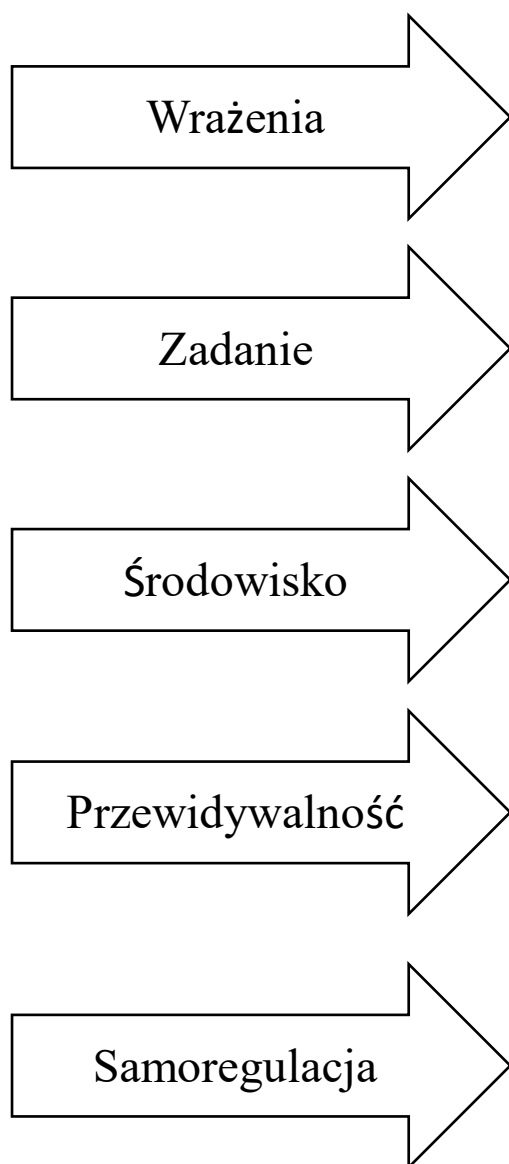 Wrażenia
Zadanie
Środowisko
Przewidywalność
Samoregulacja